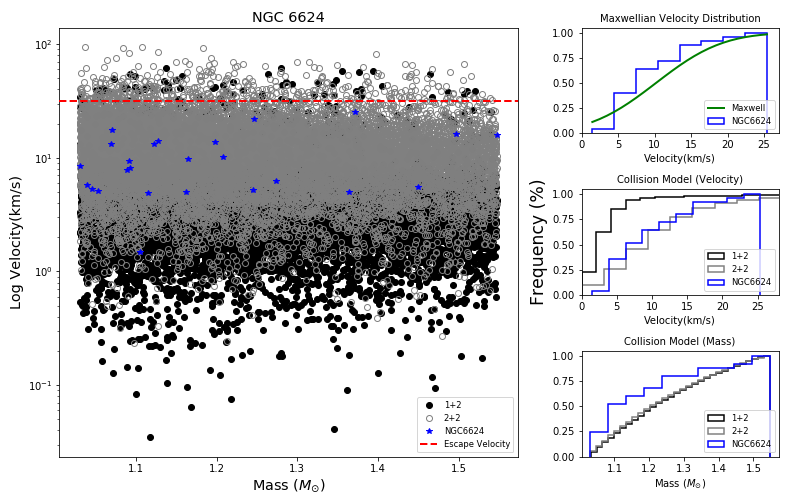 NGC 6624
Log Velocity(km/s)
10²
10¹
10⁰
10⁻¹
1.1 1.2 1.3 1.4 1.5
Mass (M⊙)
1+2
2+2
NGC6624
Escape Velocity
Frequency (%)
Maxwellian Velocity Distribution
1.00
0.75
0.50
0.25
0.00
Maxwell
NGC6624
0 5 10 15 20 25
Velocity(km/s)
Collision Model (Velocity)
1.00
0.75
0.50
0.25
0.00
1+2
2+2
NGC6624
0 5 10 15 20 25
Velocity(km/s)
Collision Model (Mass)
1.00
0.75
0.50
0.25
0.00
1+2
2+2
NGC6624
1.1 1.2 1.3 1.4 1.5
Mass (M⊙)